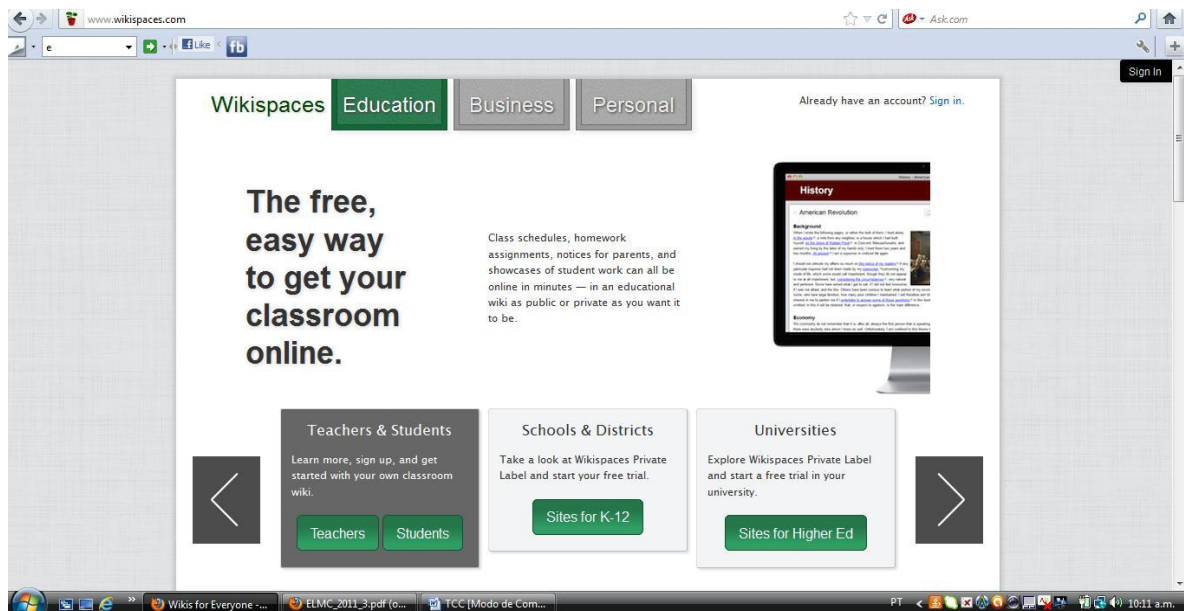 www.wikispaces.com
Ask.com
e
Like
fb
Sign In
Wikispaces
Education
Business
Personal
Already have an account? Sign in.
The free,
easy way
to get your
classroom
online.
Class schedules, homework
assignments, notices for parents, and
showcases of student work can all be
online in minutes — in an educational
wiki as public or private as you want it
to be.
History
American Revolution
Background
Economy
Teachers & Students
Learn more, sign up, and get
started with your own classroom
wiki.
Teachers
Students
Schools & Districts
Take a look at Wikispaces Private
Label and start your free trial.
Sites for K-12
Universities
Explore Wikispaces Private Label
and start a free trial in your
university.
Sites for Higher Ed
Wikis for Everyone -...
ELMC_2011_3.pdf (o...
TCC [Modo de Com...
PT
10:11 a.m.